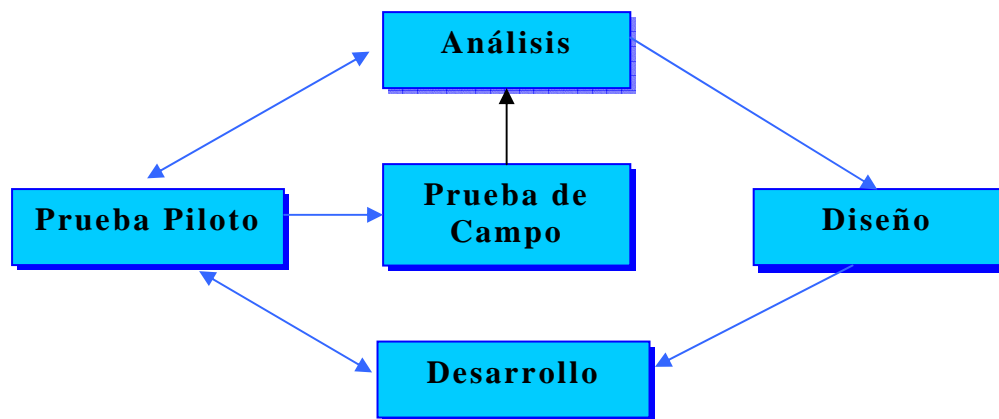 Análisis
Prueba Piloto
Prueba de
Campo
Diseño
Desarrollo